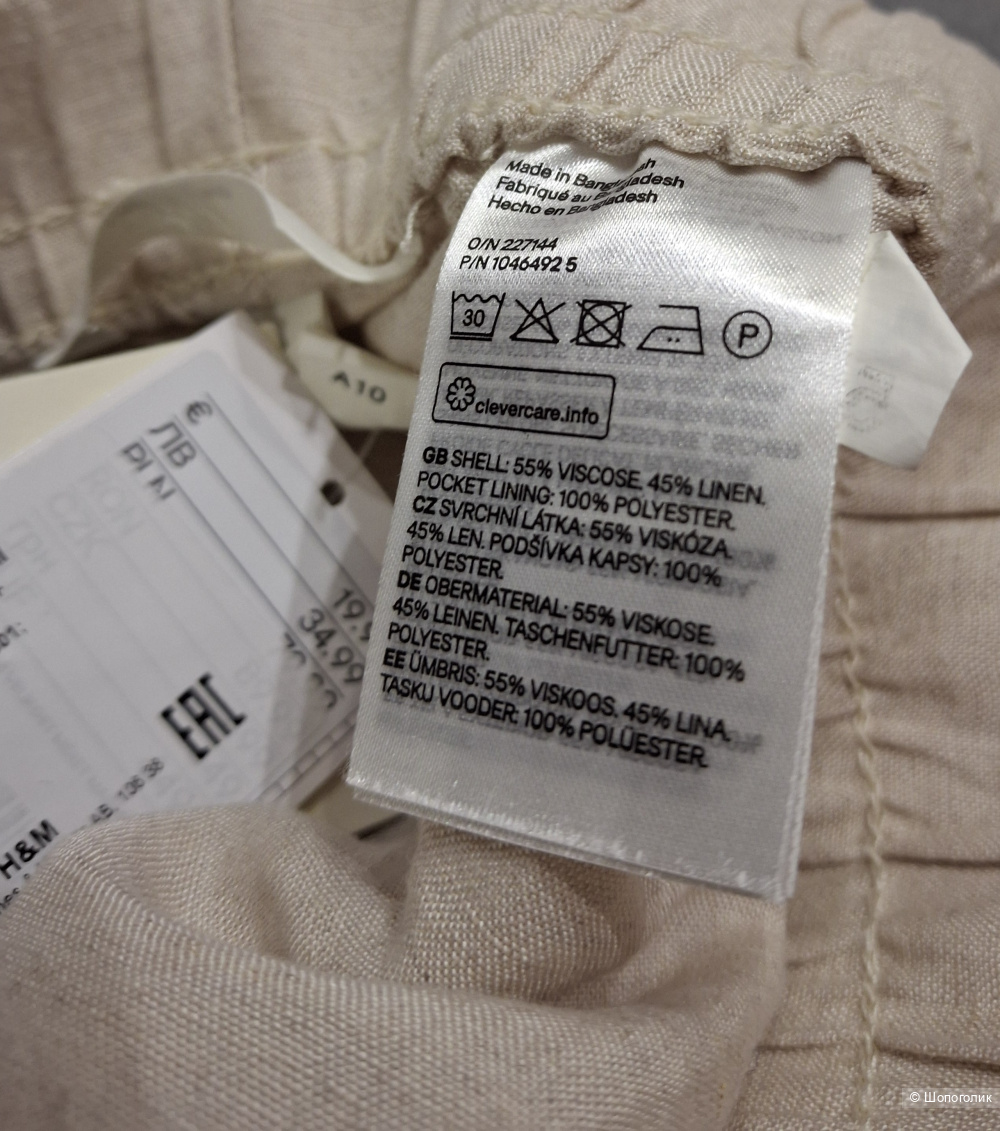 Made in Bangladesh
Fabriqué au Bangladesh
Hecho en Bangladesh
O/N 227144
P/N 1046492 5
30
P
clevercare.info
GB SHELL: 55% VISCOSE. 45% LINEN.
POCKET LINING: 100% POLYESTER.
CZ SVRCHNÍ LÁTKA: 55% VISKÓZA.
45% LEN. PODŠÍVKA KAPSY: 100%
POLYESTER.
DE OBERMATERIAL: 55% VISKOSE.
45% LEINEN. TASCHENFUTTER: 100%
POLYESTER.
EE ÜMBRIS: 55% VISKOOS. 45% LINA.
TASKU VOODER: 100% POLÜESTER.
A10
€
ЛВ
PLN
34.99
EAC
H&M
© Шопоголик